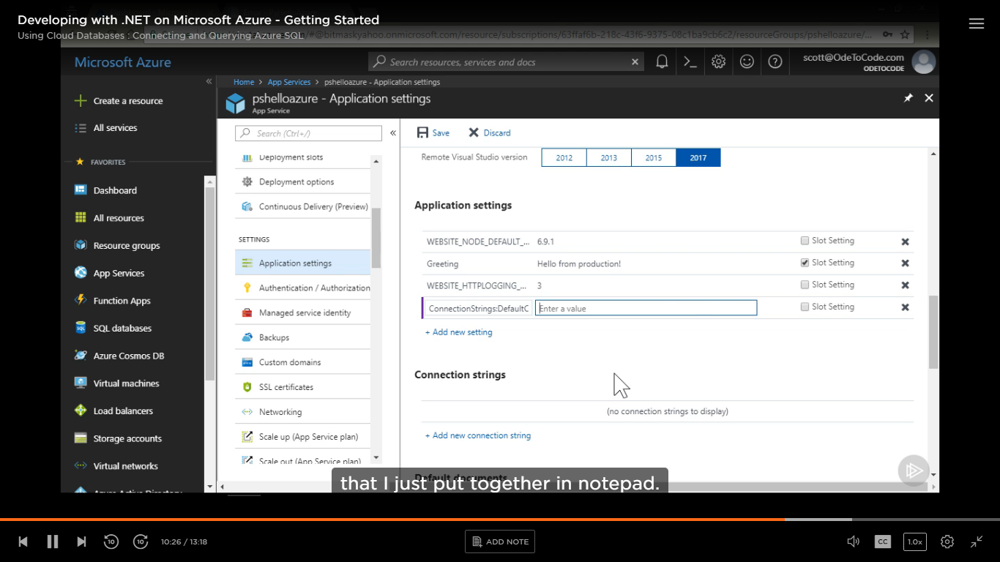 Developing with .NET on Microsoft Azure - Getting Started
Using Cloud Databases : Connecting and Querying Azure SQL
/#@bitmaskyahoo.onmicrosoft.com/resource/subscriptions/63ffaf6b-218c-43f6-9375-08c1ba9cb6c2/resourceGroups/pshelloazure/...
Microsoft Azure
Search resources, services and docs
scott@OdeToCode.com
ODETOCODE
Home > App Services > pshelloazure - Application settings
pshelloazure - Application settings
App Service
Create a resource
All services
FAVORITES
Dashboard
All resources
Resource groups
App Services
Function Apps
SQL databases
Azure Cosmos DB
Virtual machines
Load balancers
Storage accounts
Virtual networks
Azure Active Directory
Search (Ctrl+/)
Deployment slots
Deployment options
Continuous Delivery (Preview)
SETTINGS
Application settings
Authentication / Authorization
Managed service identity
Backups
Custom domains
SSL certificates
Networking
Scale up (App Service plan)
Scale out (App Service plan)
Save Discard
Remote Visual Studio version 2012 2013 2015 2017
Application settings
WEBSITE_NODE_DEFAULT_... 6.9.1 Slot Setting
Greeting Hello from production! Slot Setting
WEBSITE_HTTPLOGGING_... 3 Slot Setting
ConnectionStrings:DefaultC Enter a value Slot Setting
+ Add new setting
Connection strings
(no connection strings to display)
+ Add new connection string
Default documents
that I just put together in notepad.
10 10 10:26 / 13:18 ADD NOTE CC 1.0x